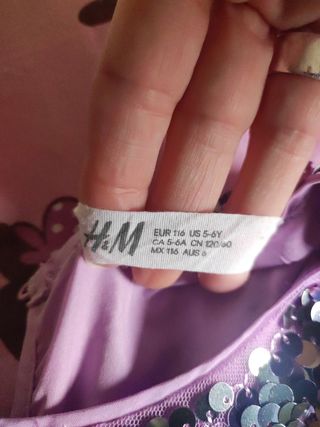 H&M
EUR 116 US 5-6Y
CA 5-6A CN 120/60
MX 116 AUS 6